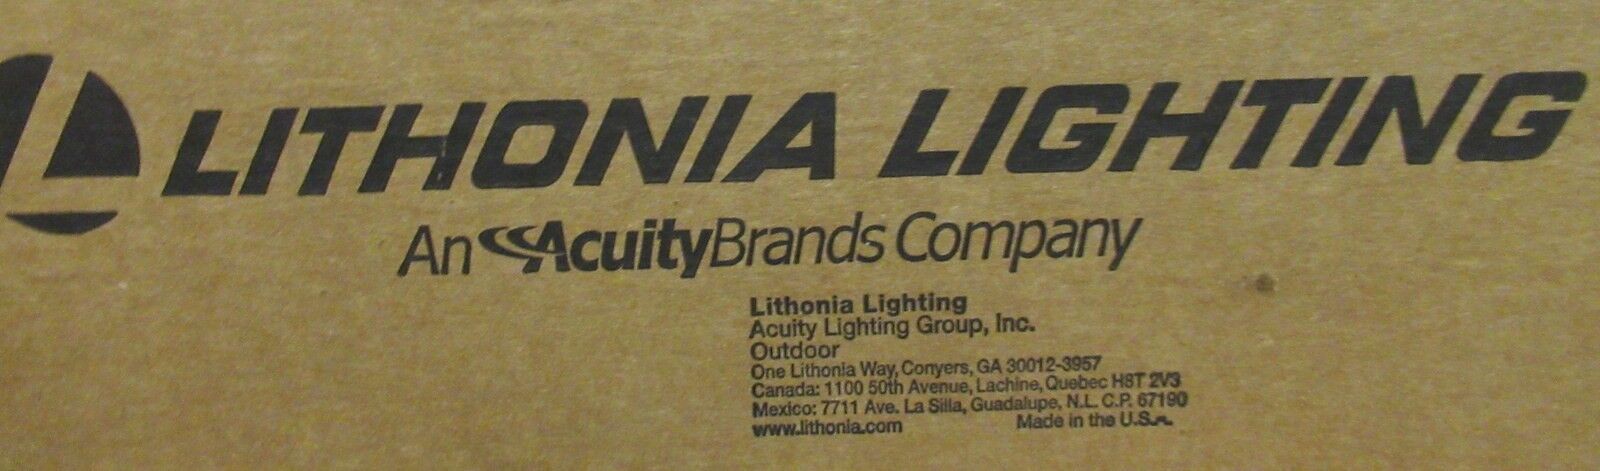 LITHONIA LIGHTING
An AcuityBrands Company
Lithonia Lighting
Acuity Lighting Group, Inc.
Outdoor
One Lithonia Way, Conyers, GA 30012-3957
Canada: 1100 50th Avenue, Lachine, Quebec H8T 2V3
Mexico: 7711 Ave. La Silla, Guadalupe, N.L. C.P. 67190
www.lithonia.com Made in the U.S.A.